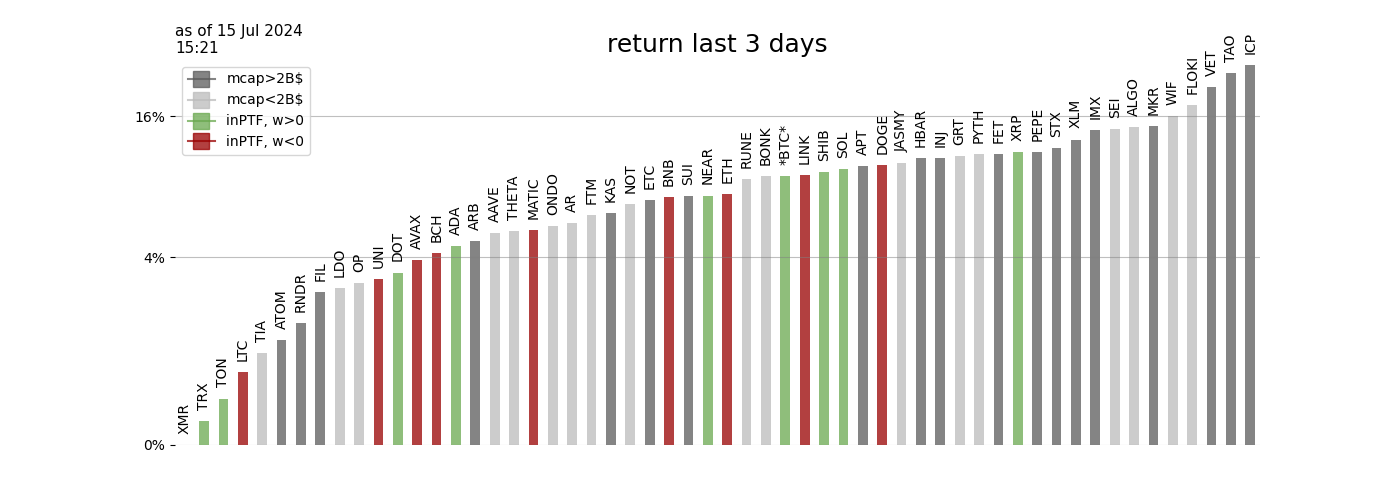 as of 15 Jul 2024
15:21
return last 3 days
mcap>2B$
mcap<2B$
inPTF, w>0
inPTF, w<0
16%
4%
0%
XMR
TRX
TON
LTC
TIA
ATOM
RNDR
FIL
LDO
OP
UNI
DOT
AVAX
BCH
ADA
ARB
AAVE
THETA
MATIC
ONDO
AR
FTM
KAS
NOT
ETC
BNB
SUI
NEAR
ETH
RUNE
BONK
*BTC*
LINK
SHIB
SOL
APT
DOGE
JASMY
HBAR
INJ
GRT
PYTH
FET
XRP
PEPE
STX
XLM
IMX
SEI
ALGO
MKR
WIF
FLOKI
VET
TAO
ICP